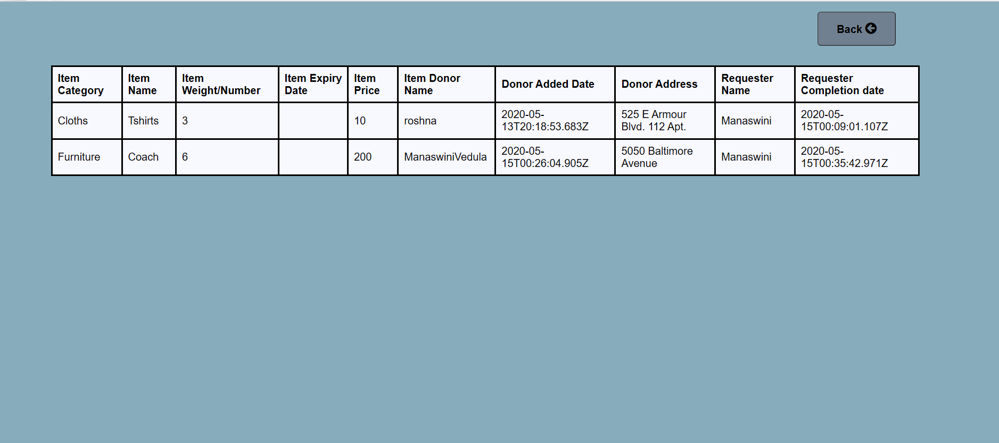 Back
Item Category
Item Name
Item Weight/Number
Item Expiry Date
Item Price
Item Donor Name
Donor Added Date
Donor Address
Requester Name
Requester Completion date
Cloths
Tshirts
3
10
roshna
2020-05-
13T20:18:53.683Z
525 E Armour
Blvd. 112 Apt.
Manaswini
2020-05-
15T00:09:01.107Z
Furniture
Coach
6
200
ManaswiniVedula
2020-05-
15T00:26:04.905Z
5050 Baltimore
Avenue
Manaswini
2020-05-
15T00:35:42.971Z